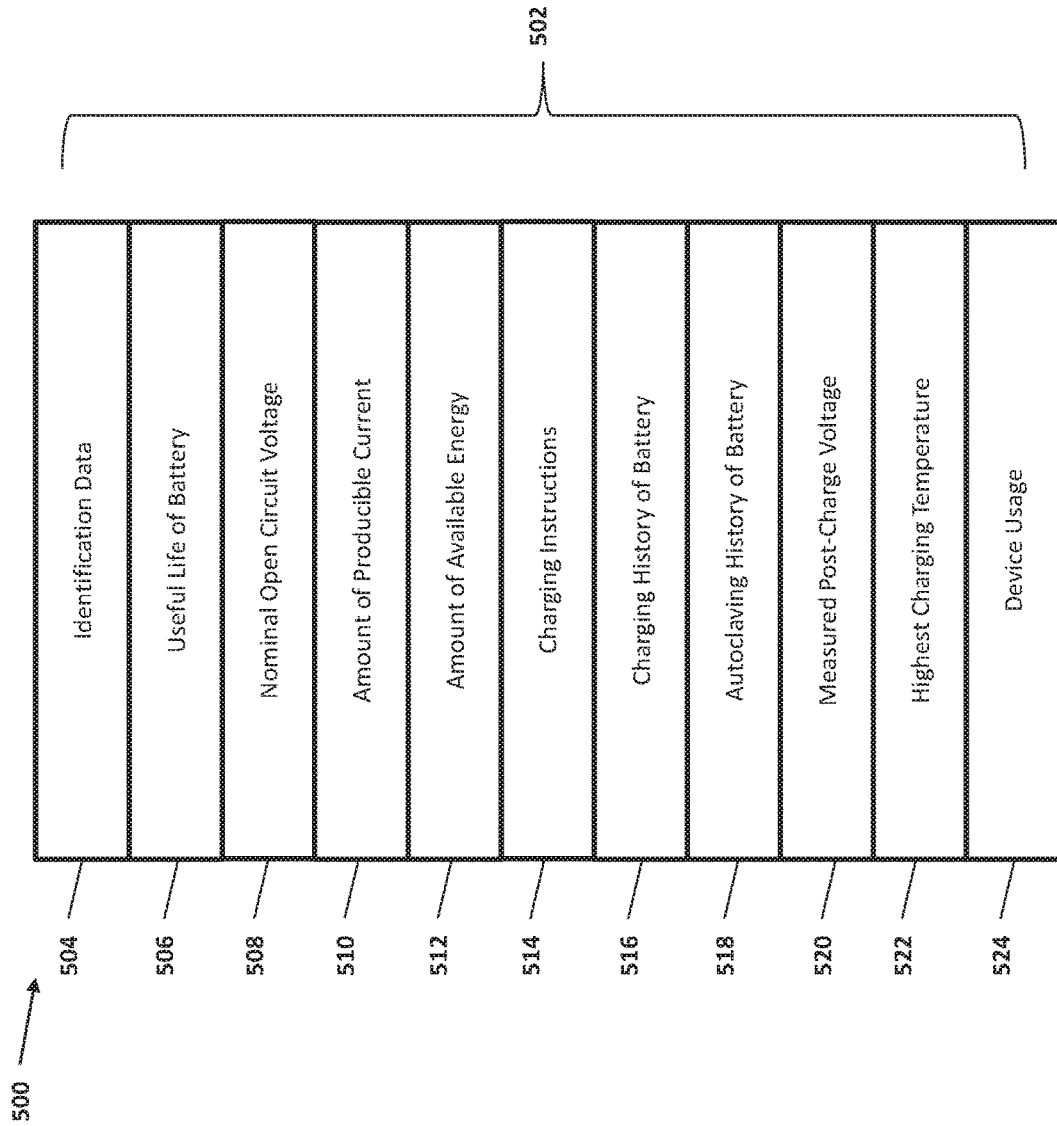 500
504
Identification Data
506
Useful Life of Battery
508
Nominal Open Circuit Voltage
510
Amount of Producible Current
512
Amount of Available Energy
514
Charging Instructions
516
Charging History of Battery
518
Autoclaving History of Battery
520
Measured Post-Charge Voltage
522
Highest Charging Temperature
524
Device Usage
502